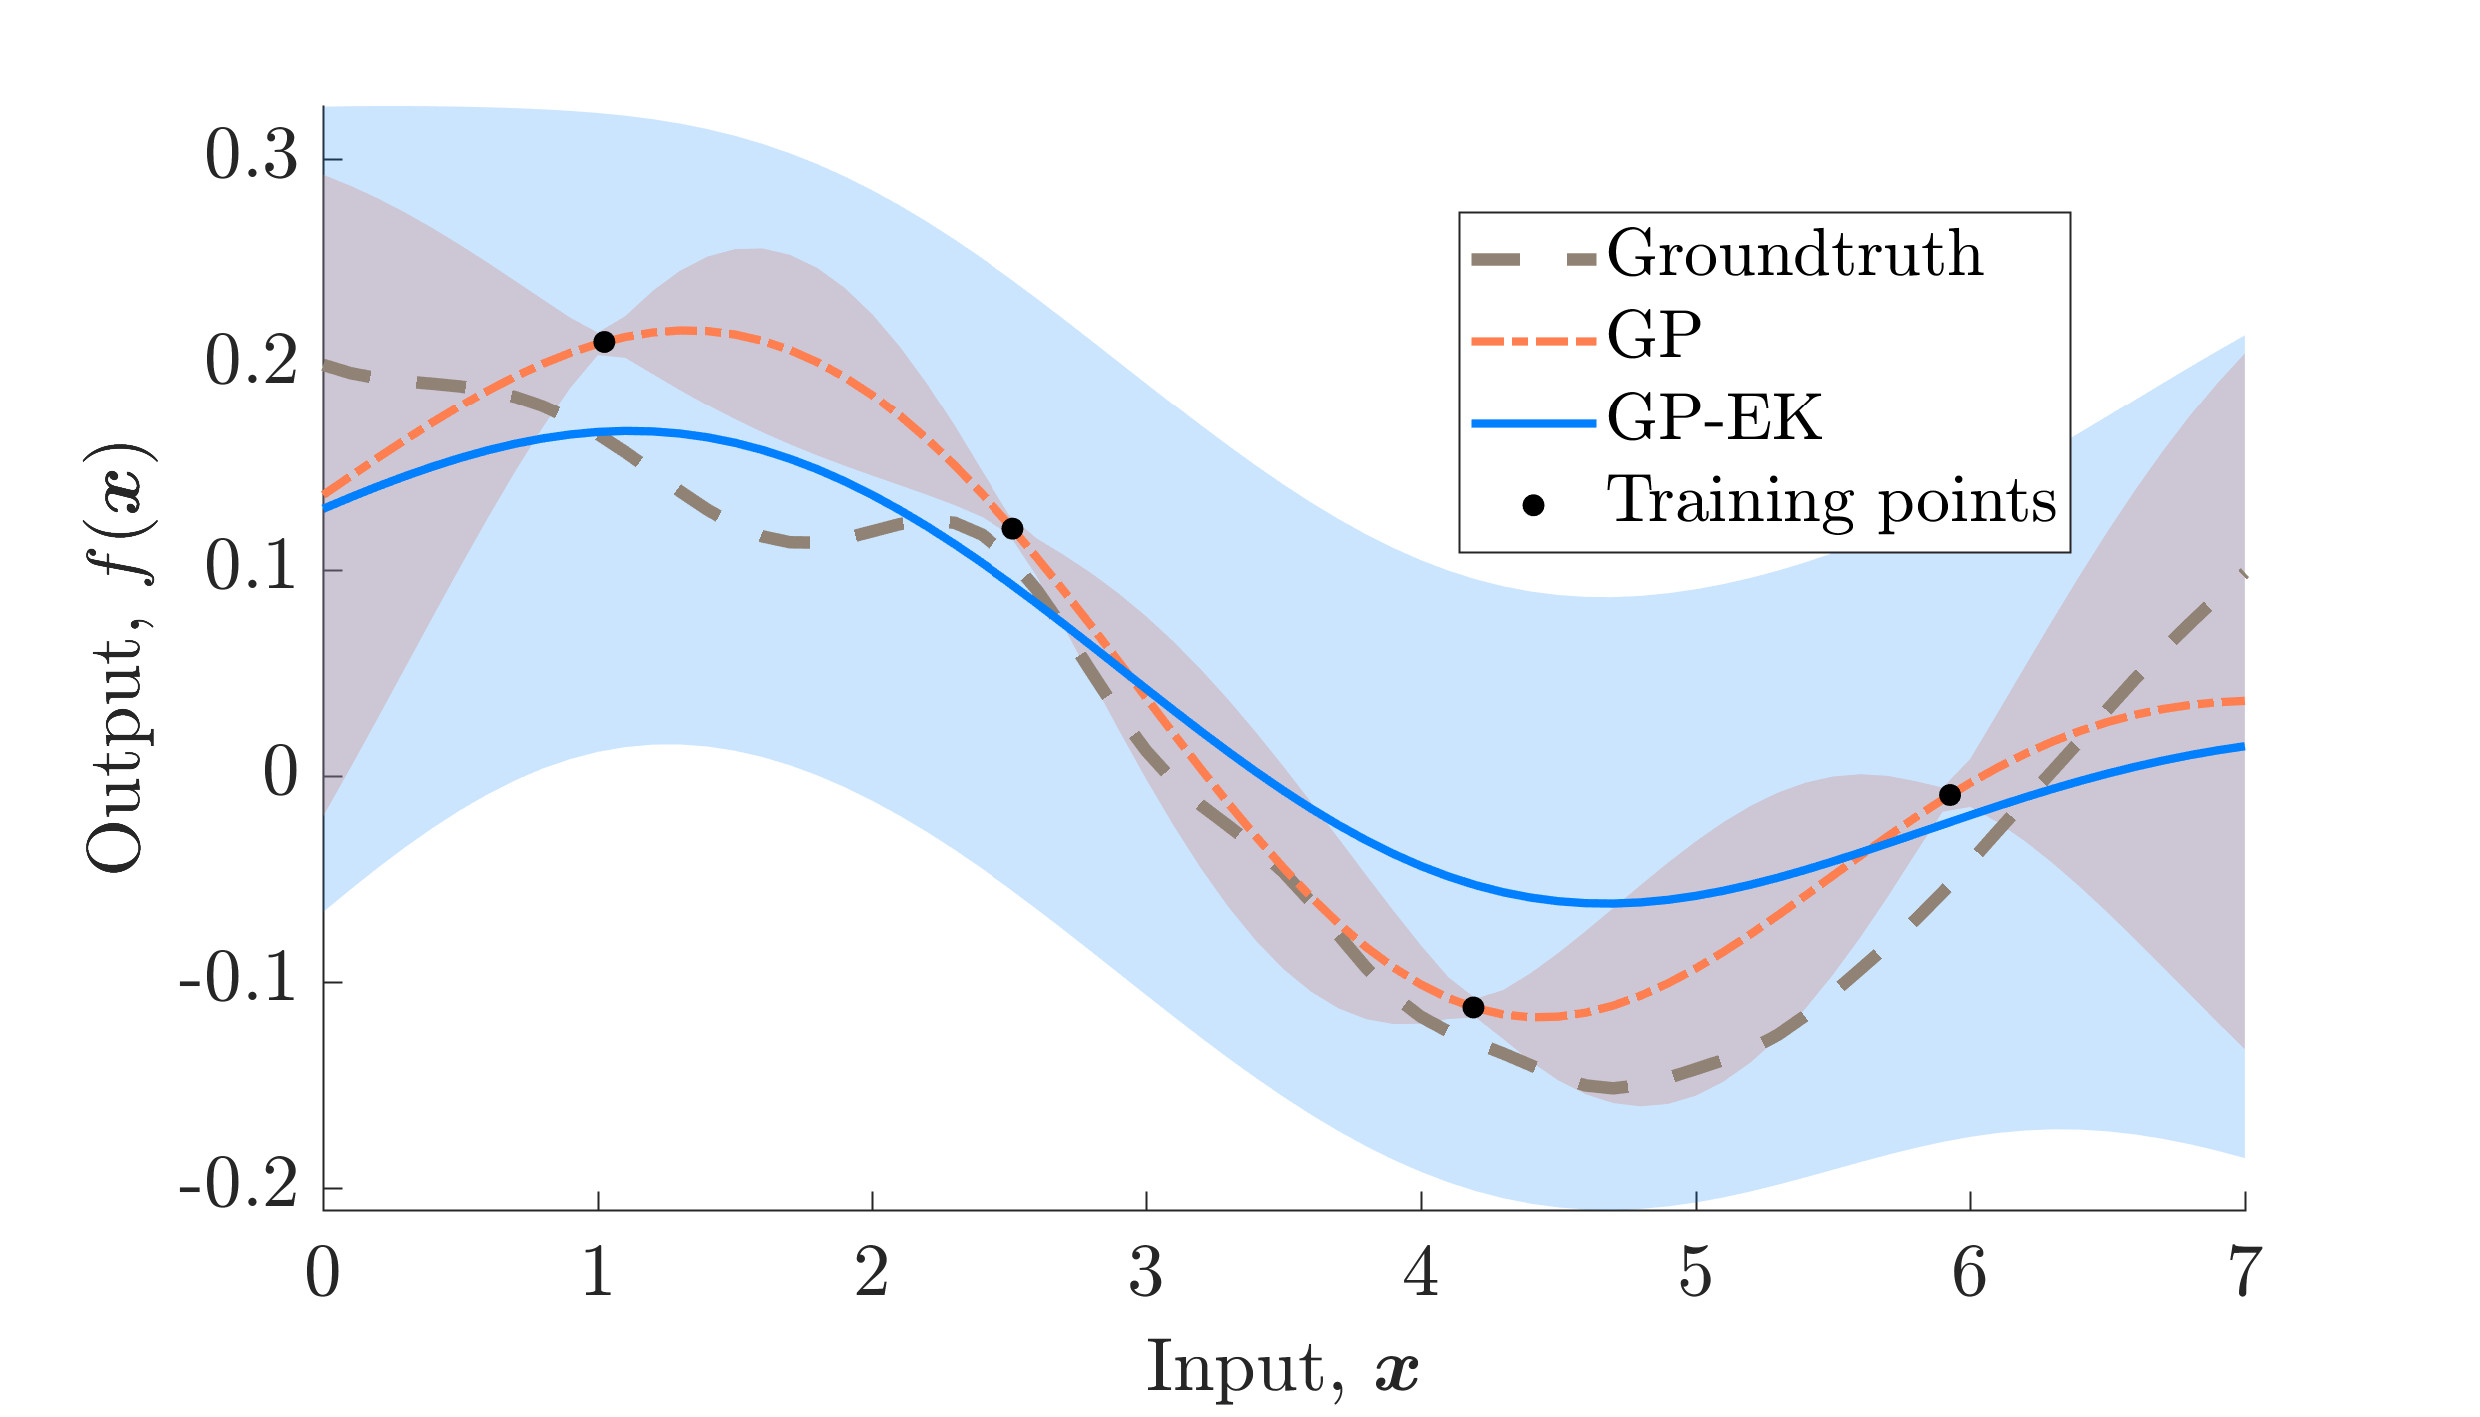 Output, f(x)
0.3
0.2
0.1
0
-0.1
-0.2
Groundtruth
GP
GP-EK
Training points
0 1 2 3 4 5 6 7
Input, x